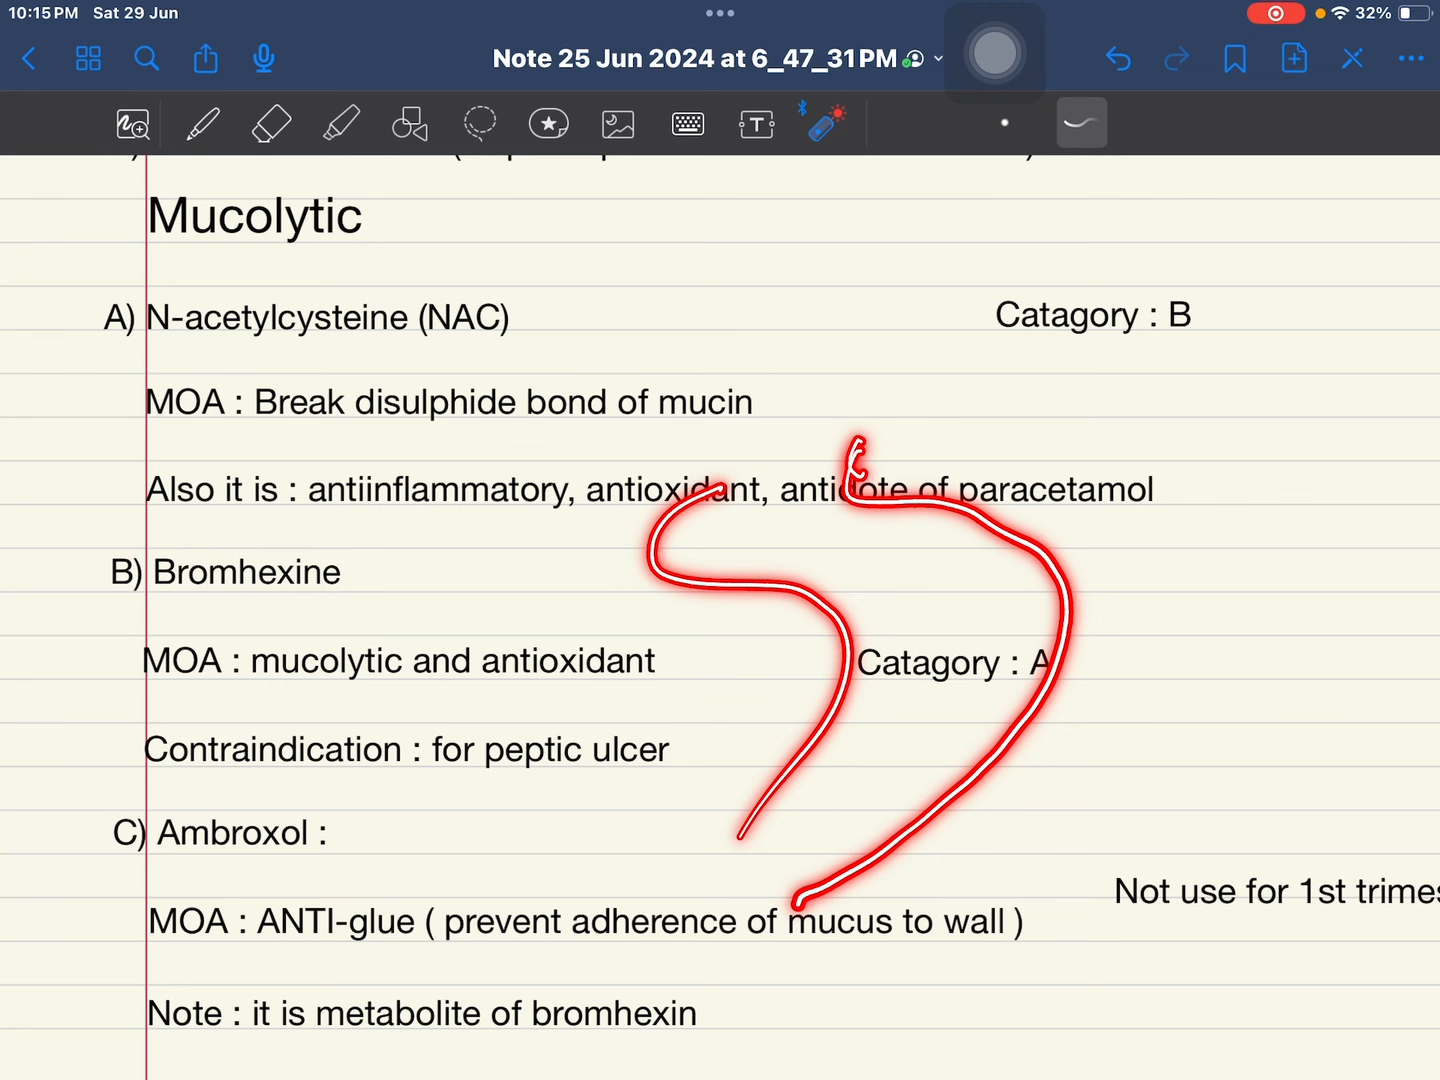 10:15 PM Sat 29 Jun
32%
Note 25 Jun 2024 at 6_47_31 PM
Mucolytic
A) N-acetylcysteine (NAC) Catagory : B
MOA : Break disulphide bond of mucin
Also it is : antiinflammatory, antioxidant, antidote of paracetamol
B) Bromhexine
MOA : mucolytic and antioxidant Catagory : A
Contraindication : for peptic ulcer
C) Ambroxol :
Not use for 1st trimes
MOA : ANTI-glue ( prevent adherence of mucus to wall )
Note : it is metabolite of bromhexin